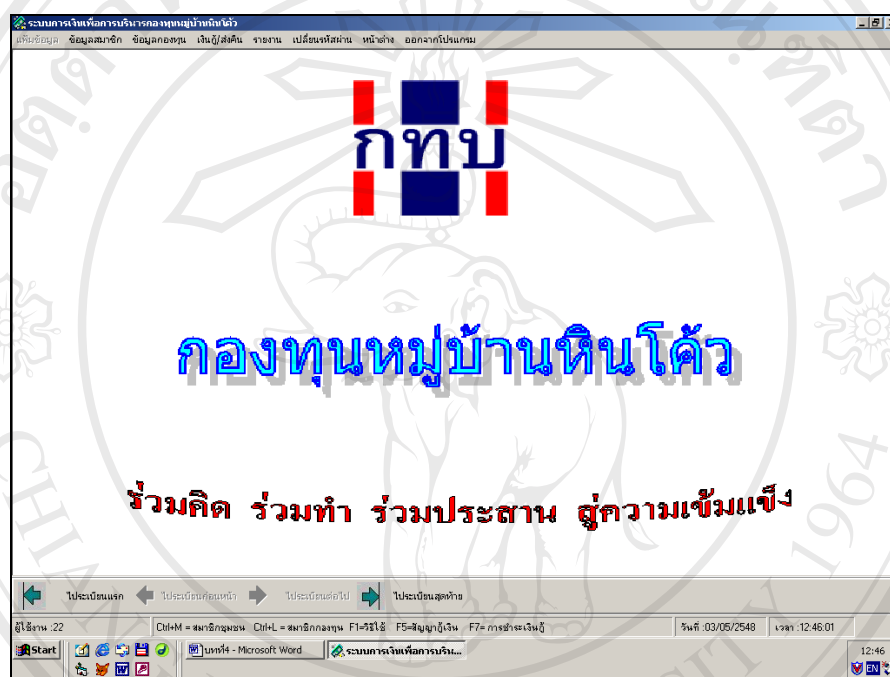 ระบบการเงินเพื่อการบริหารกองทุนหมู่บ้านหินโค้ว
เพิ่มข้อมูล ข้อมูลสมาชิก ข้อมูลกองทุน เงินกู้/ส่งคืน รายงาน เปลี่ยนรหัสผ่าน หน้าต่าง ออกจากโปรแกรม
กทบ
กองทุนหมู่บ้านหินโค้ว
ร่วมคิด ร่วมทำ ร่วมประสาน สู่ความเข้มแข็ง
ไประเบียนแรก ไประเบียนก่อนหน้า ไประเบียนต่อไป ไประเบียนสุดท้าย
ผู้ใช้งาน :22 Ctrl+M = สมาชิกชุมชน Ctrl+L = สมาชิกกองทุน F1=วิธีใช้ F5=สัญญากู้เงิน F7= การชำระเงินกู้ วันที่ :03/05/2548 เวลา :12:46:01
Start บทที่4 - Microsoft Word ระบบการเงินเพื่อการบริห... 12:46
EN
CHIA
SITY 1964